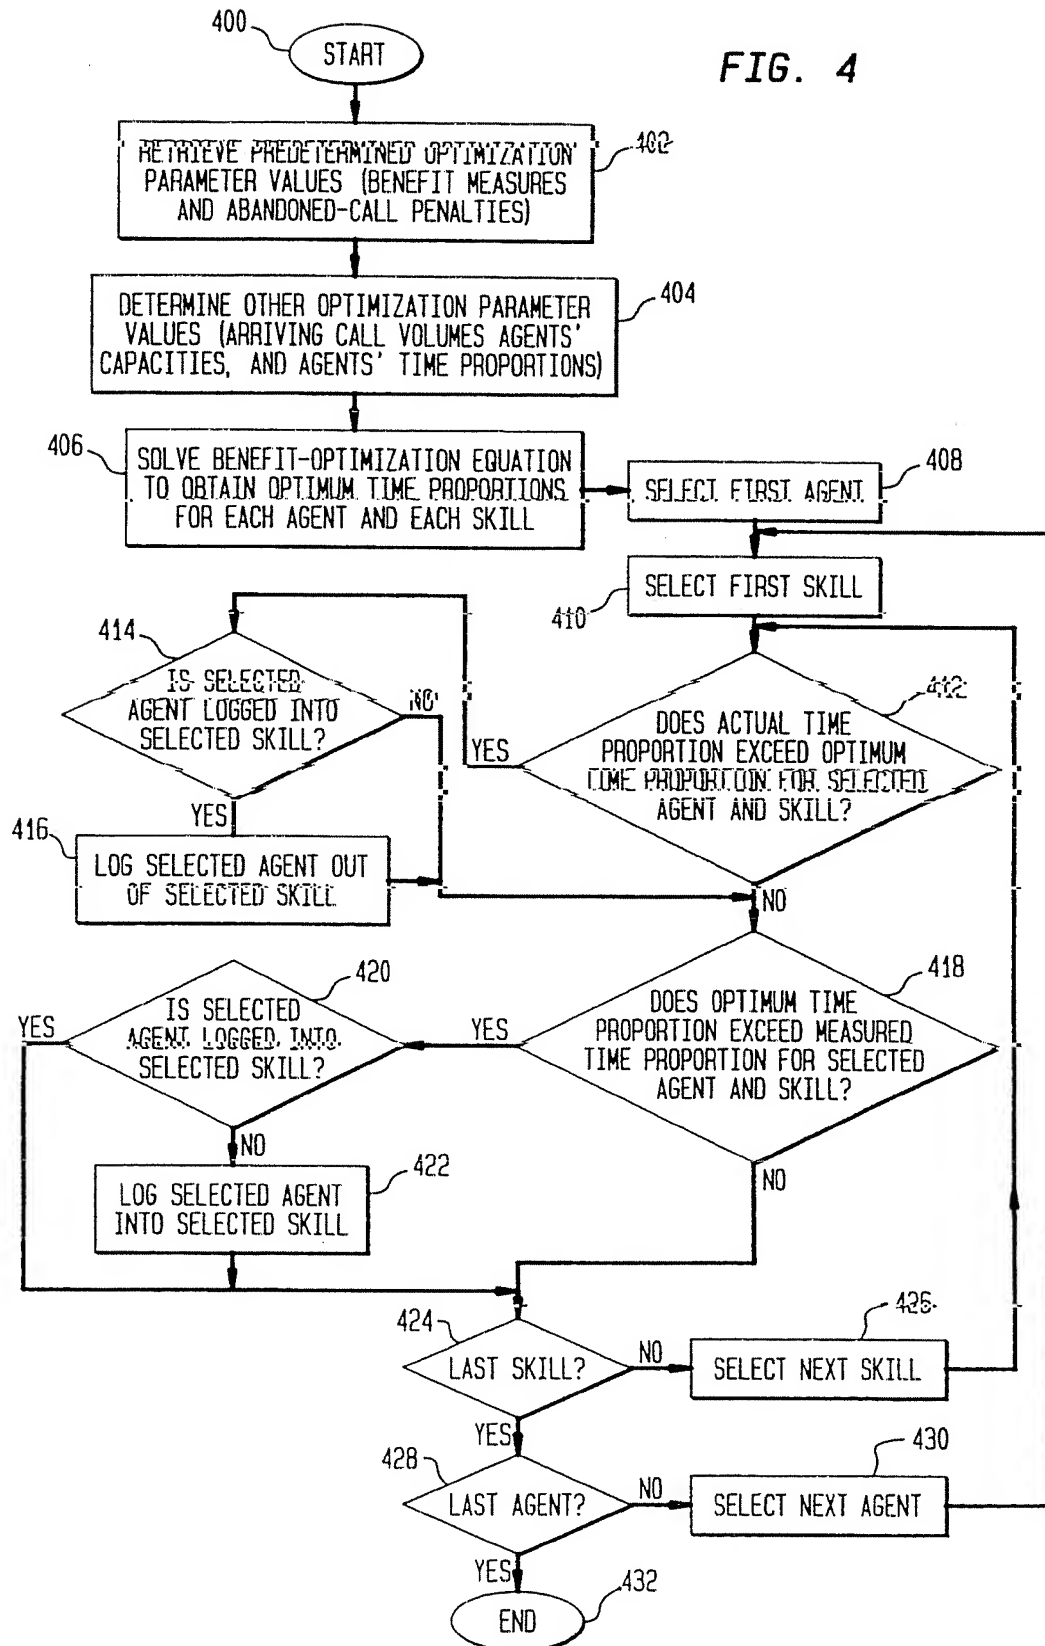 400
START
FIG. 4
RETRIEVE PREDETERMINED OPTIMIZATION
PARAMETER VALUES (BENEFIT MEASURES
AND ABANDONED-CALL PENALTIES)
402
DETERMINE OTHER OPTIMIZATION PARAMETER
VALUES (ARRIVING CALL VOLUMES AGENTS'
CAPACITIES, AND AGENTS' TIME PROPORTIONS)
404
406
SOLVE BENEFIT-OPTIMIZATION EQUATION
TO OBTAIN OPTIMUM TIME PROPORTIONS
FOR EACH AGENT AND EACH SKILL
408
SELECT FIRST AGENT
SELECT FIRST SKILL
410
414
IS SELECTED
AGENT LOGGED INTO
SELECTED SKILL?
NO
YES
412
DOES ACTUAL TIME
PROPORTION EXCEED OPTIMUM
TIME PROPORTION FOR SELECTED
AGENT AND SKILL?
YES
NO
416
LOG SELECTED AGENT OUT
OF SELECTED SKILL
420
IS SELECTED
AGENT LOGGED INTO
SELECTED SKILL?
YES
NO
418
DOES OPTIMUM TIME
PROPORTION EXCEED MEASURED
TIME PROPORTION FOR SELECTED
AGENT AND SKILL?
YES
NO
422
LOG SELECTED AGENT
INTO SELECTED SKILL
424
LAST SKILL?
NO
YES
426
SELECT NEXT SKILL
428
LAST AGENT?
NO
YES
430
SELECT NEXT AGENT
432
END